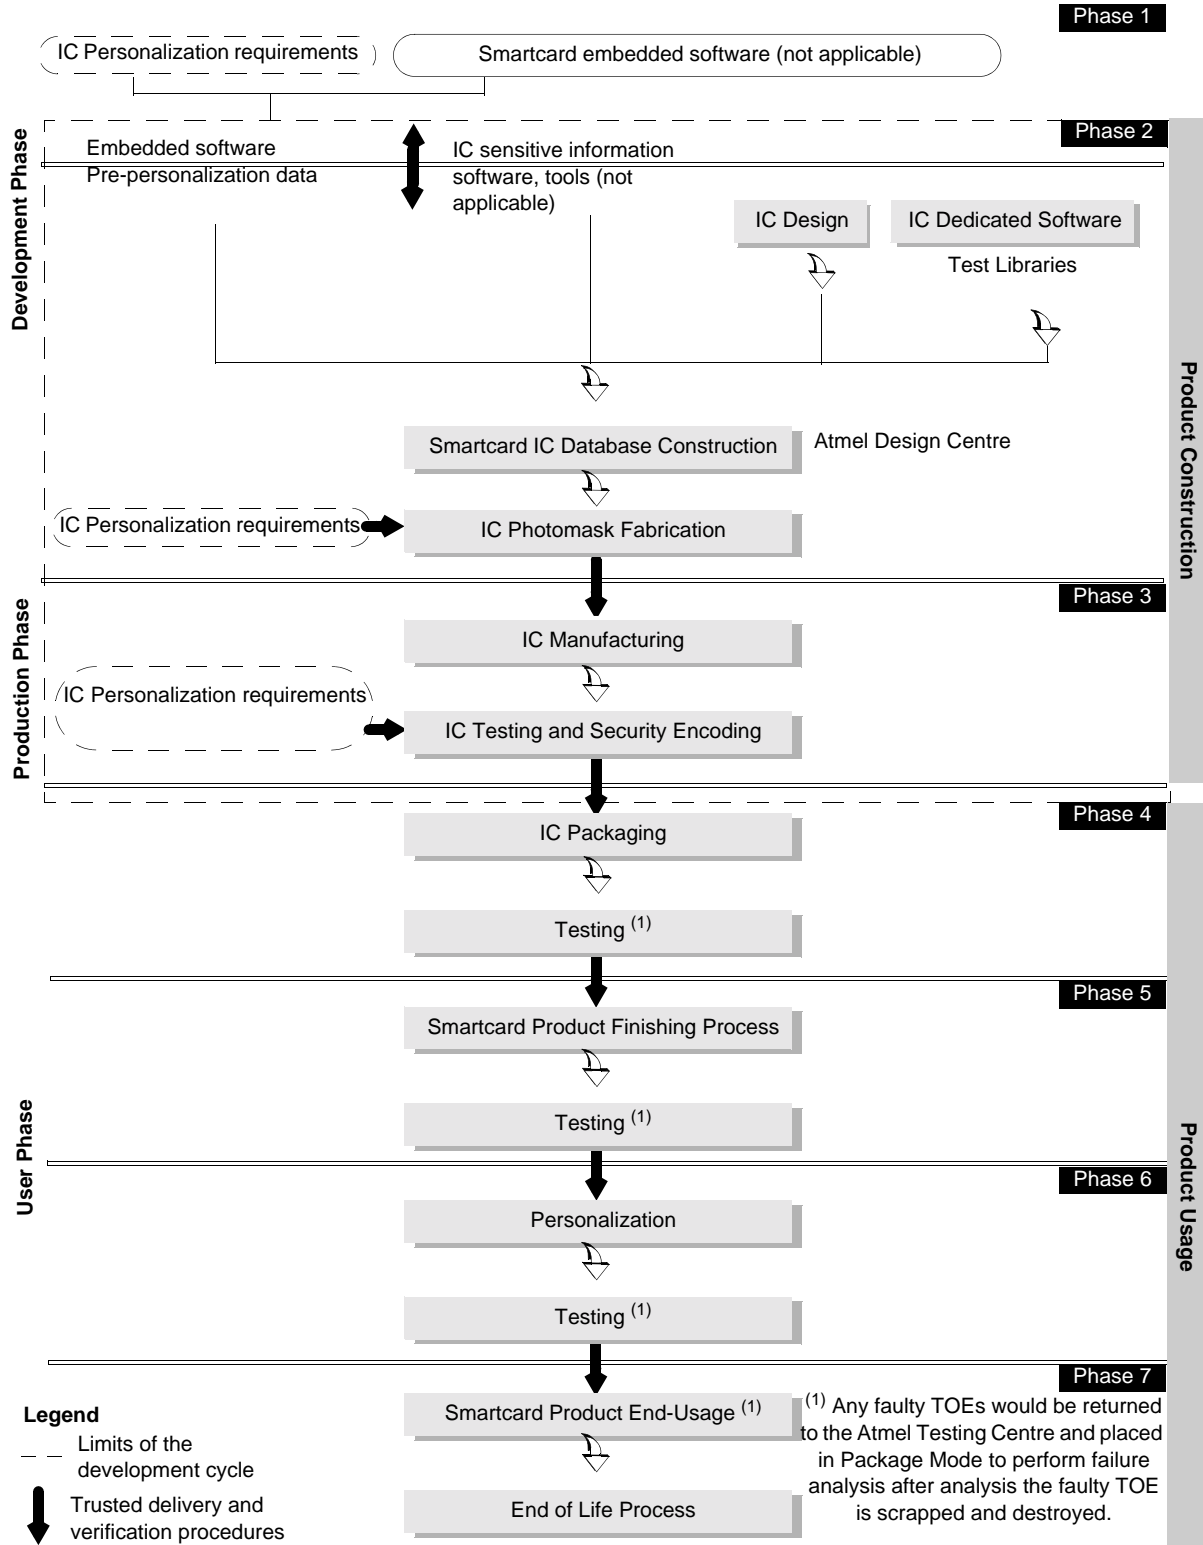 Phase 1
IC Personalization requirements
Smartcard embedded software (not applicable)
Phase 2
Development Phase
Embedded software
Pre-personalization data
IC sensitive information
software, tools (not
applicable)
IC Design
IC Dedicated Software
Test Libraries
Product Construction
Smartcard IC Database Construction
Atmel Design Centre
IC Personalization requirements
IC Photomask Fabrication
Phase 3
Production Phase
IC Manufacturing
IC Personalization requirements
IC Testing and Security Encoding
Phase 4
IC Packaging
Testing (1)
Phase 5
Smartcard Product Finishing Process
User Phase
Testing (1)
Product Usage
Phase 6
Personalization
Testing (1)
Phase 7
Smartcard Product End-Usage (1)
(1) Any faulty TOEs would be returned
to the Atmel Testing Centre and placed
in Package Mode to perform failure
analysis after analysis the faulty TOE
is scrapped and destroyed.
End of Life Process
Legend
Limits of the
development cycle
Trusted delivery and
verification procedures